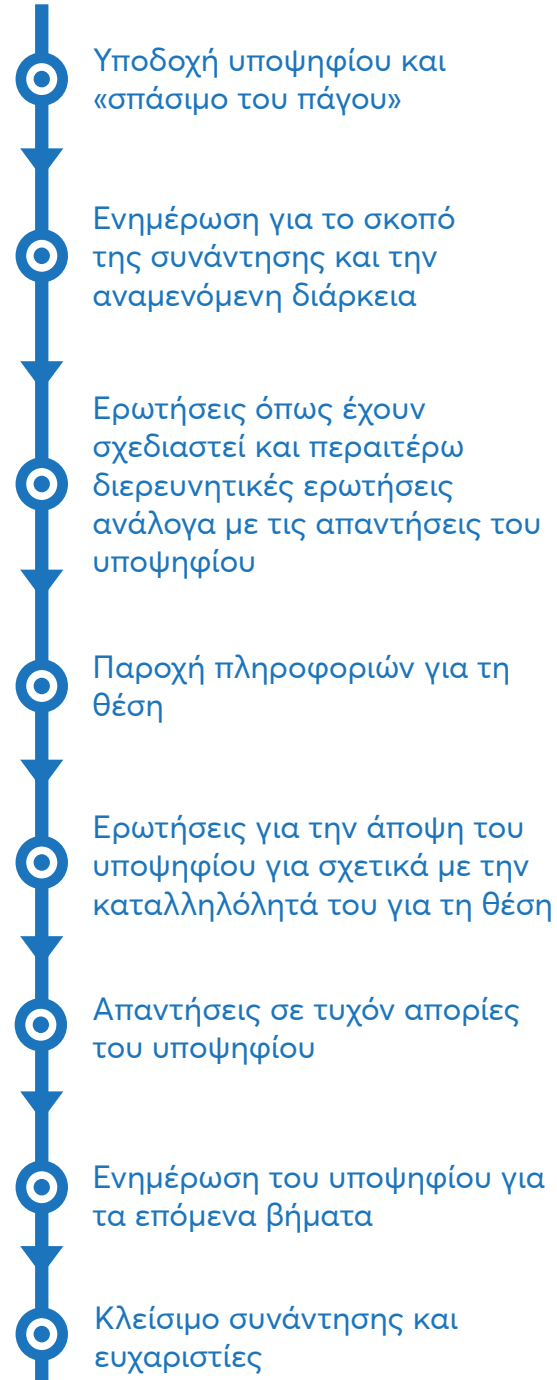 Υποδοχή υποψηφίου και
«σπάσιμο του πάγου»
Ενημέρωση για το σκοπό
της συνάντησης και την
αναμενόμενη διάρκεια
Ερωτήσεις όπως έχουν
σχεδιαστεί και περαιτέρω
διερευνητικές ερωτήσεις
ανάλογα με τις απαντήσεις του
υποψηφίου
Παροχή πληροφοριών για τη
θέση
Ερωτήσεις για την άποψη του
υποψηφίου για σχετικά με την
καταλληλόλητά του για τη θέση
Απαντήσεις σε τυχόν απορίες
του υποψηφίου
Ενημέρωση του υποψηφίου για
τα επόμενα βήματα
Κλείσιμο συνάντησης και
ευχαριστίες